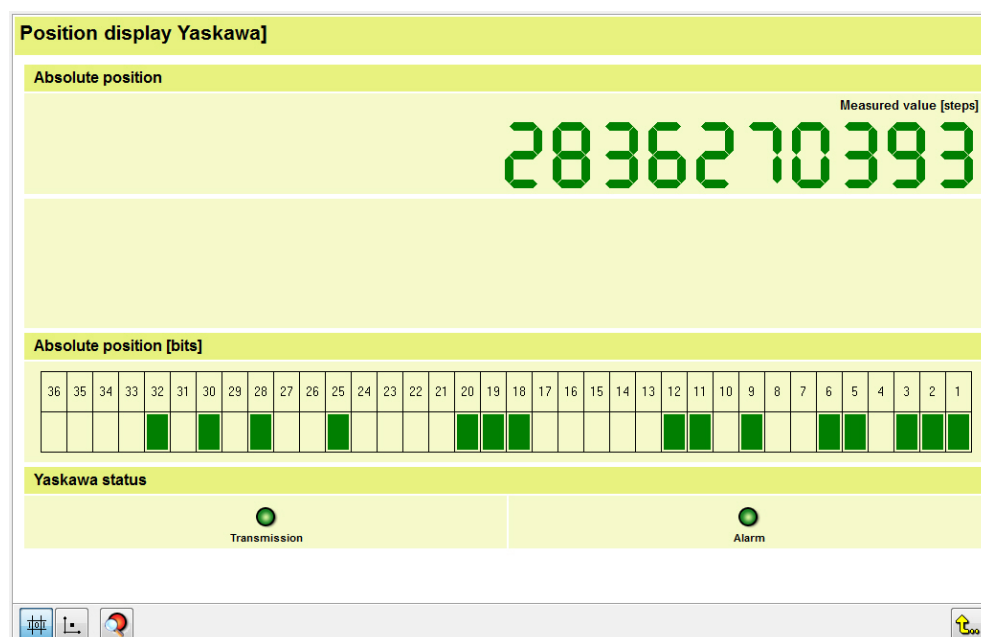 Position display Yaskawa]
Absolute position
Measured value [steps]
2836270393
Absolute position [bits]
36 35 34 33 32 31 30 29 28 27 26 25 24 23 22 21 20 19 18 17 16 15 14 13 12 11 10 9 8 7 6 5 4 3 2 1
Yaskawa status
Transmission Alarm